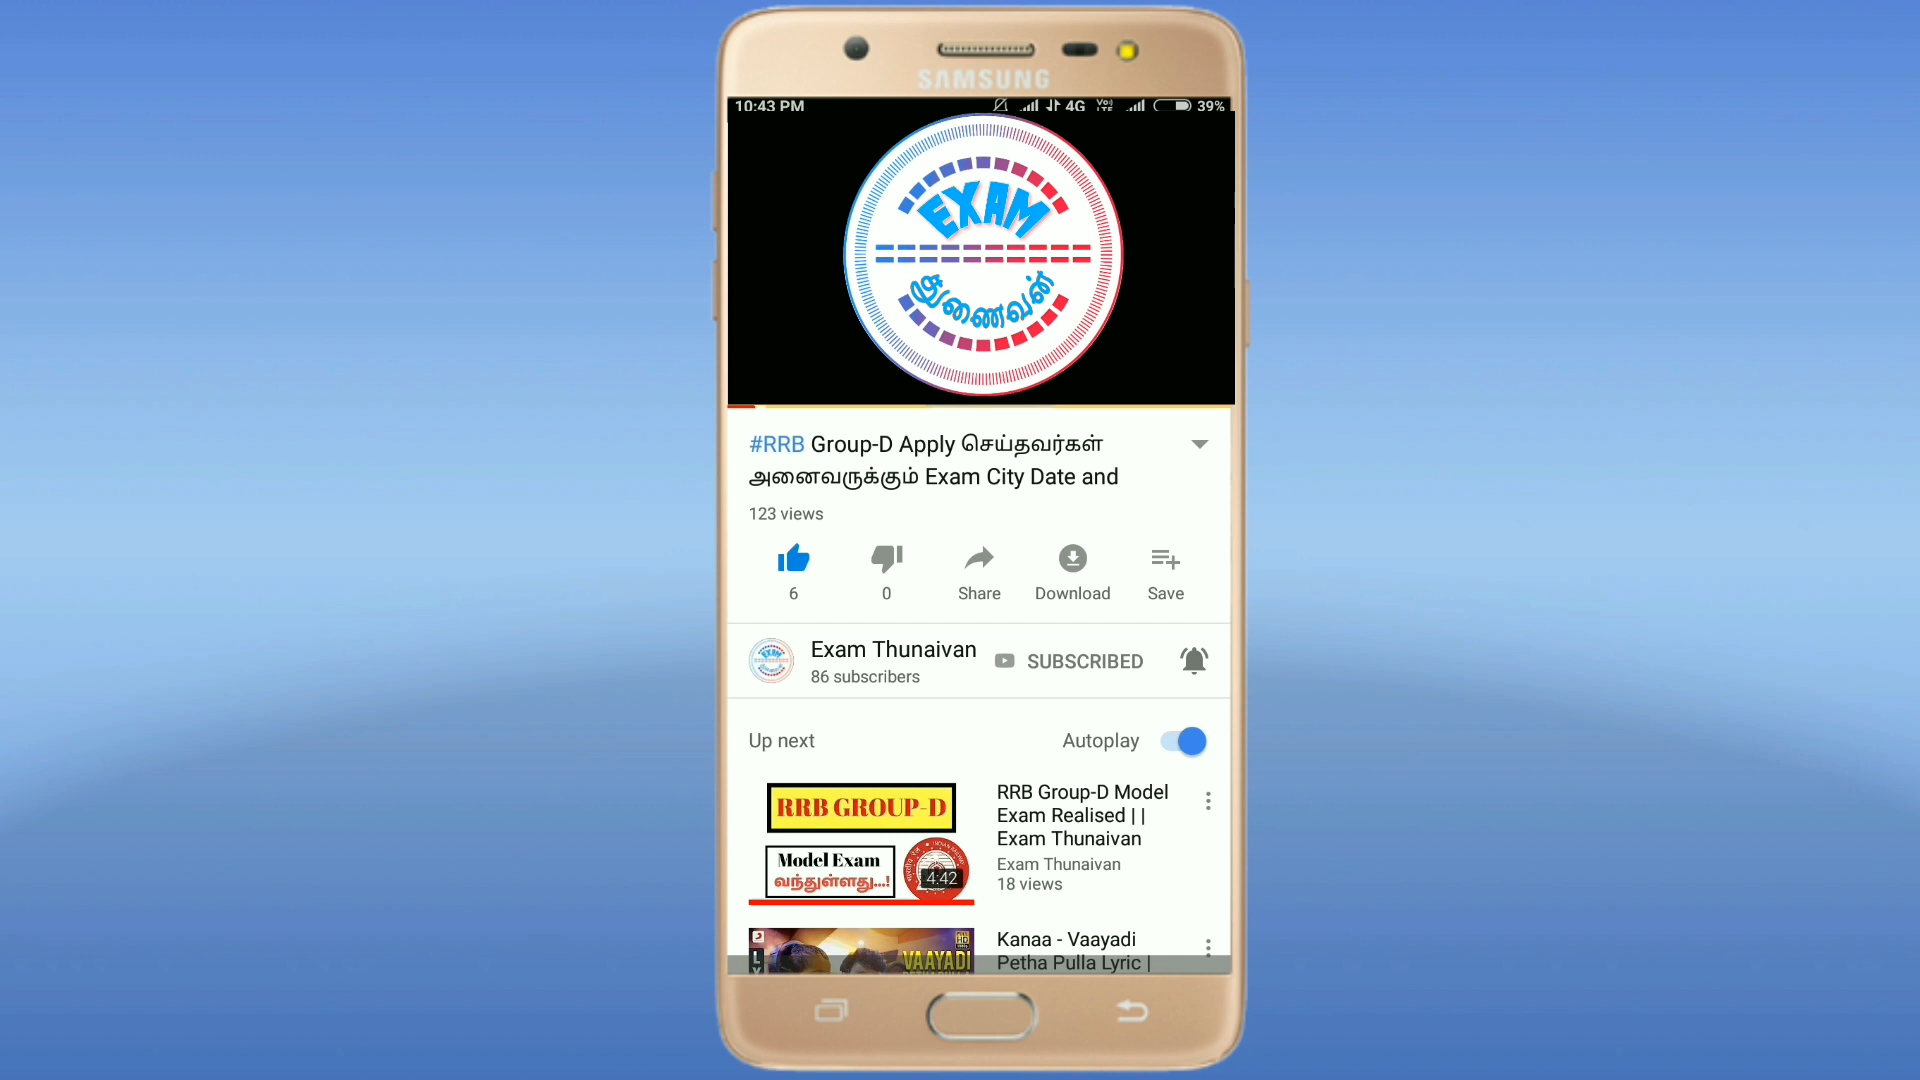 SAMSUNG
10:43 PM
4G VoLTE 39%
EXAM
துணைவன்
#RRB Group-D Apply செய்தவர்கள்
அனைவருக்கும் Exam City Date and
123 views
6 0 Share Download Save
Exam Thunaivan
SUBSCRIBED
86 subscribers
Up next Autoplay
RRB GROUP-D
Model Exam
வந்துள்ளது...!
4:42
RRB Group-D Model
Exam Realised | |
Exam Thunaivan
Exam Thunaivan
18 views
VAAYADI
HD
Kanaa - Vaayadi
Petha Pulla Lyric |